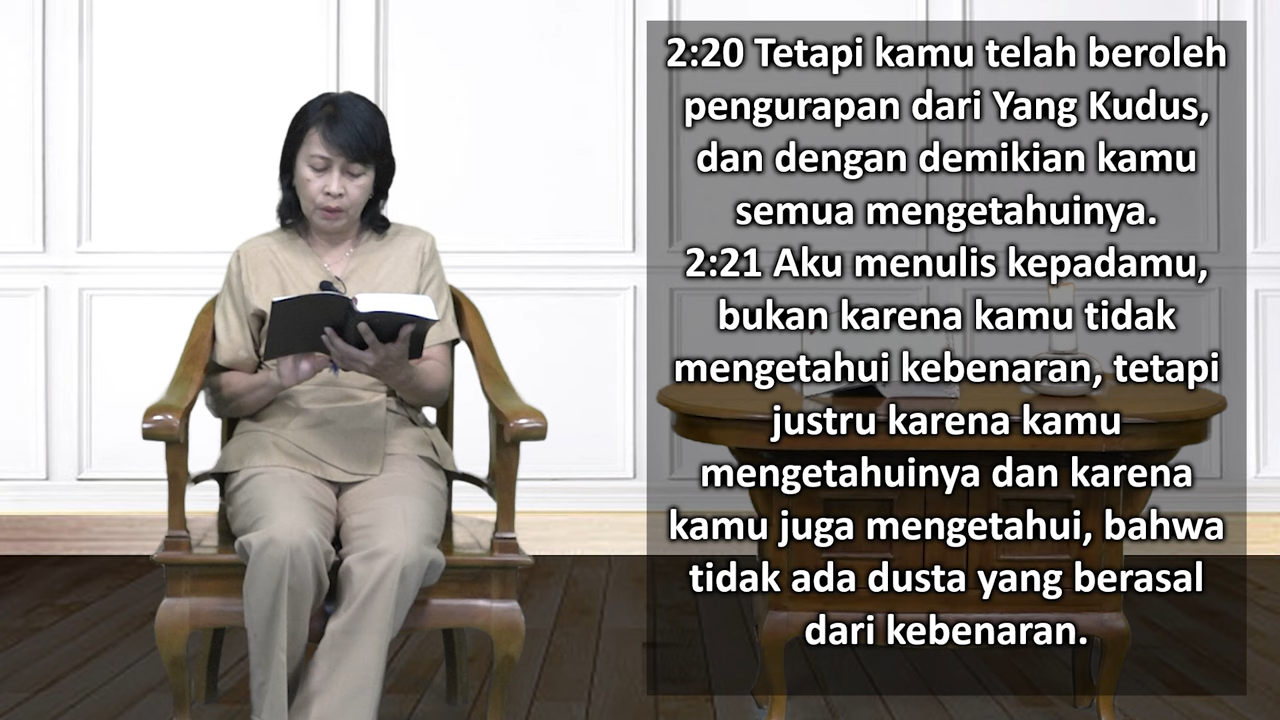 2:20 Tetapi kamu telah beroleh
pengurapan dari Yang Kudus,
dan dengan demikian kamu
semua mengetahuinya.
2:21 Aku menulis kepadamu,
bukan karena kamu tidak
mengetahui kebenaran, tetapi
justru karena kamu
mengetahuinya dan karena
kamu juga mengetahui, bahwa
tidak ada dusta yang berasal
dari kebenaran.